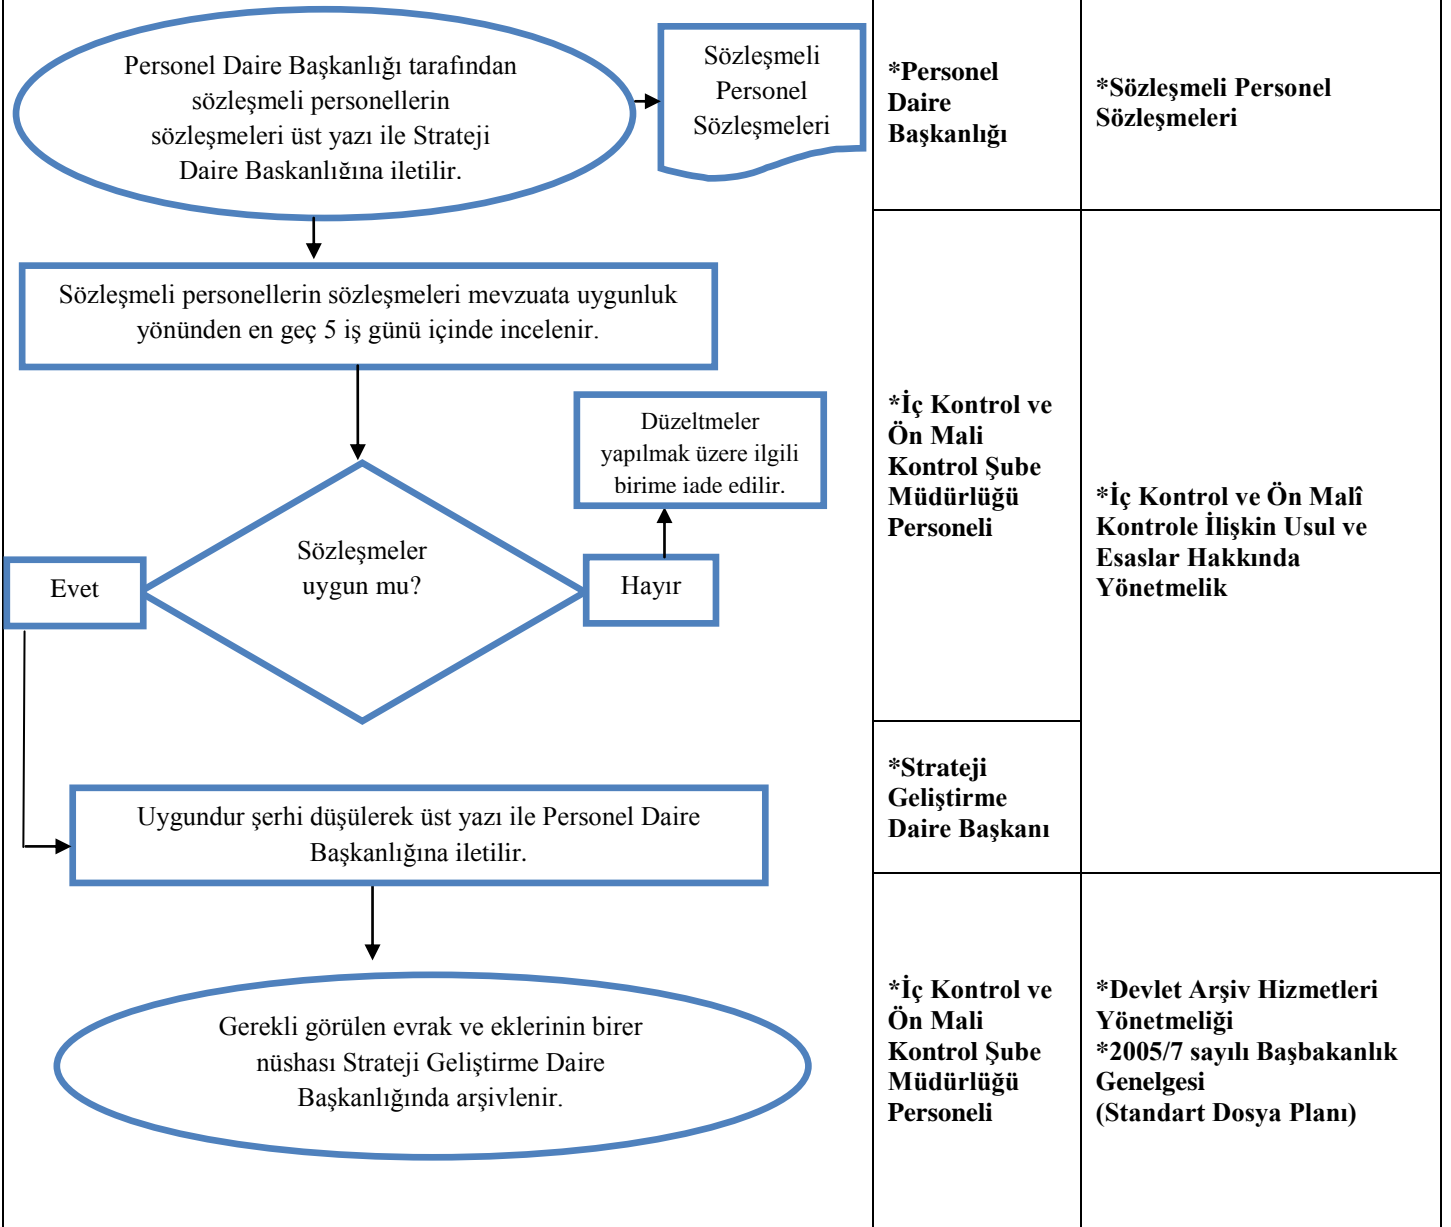 Personel Daire Başkanlığı tarafından
sözleşmeli personellerin
sözleşmeleri üst yazı ile Strateji
Daire Baskanlığına iletilir.
Sözleşmeli
Personel
Sözleşmeleri
*Personel
Daire
Başkanlığı
*Sözleşmeli Personel
Sözleşmeleri
Sözleşmeli personellerin sözleşmeleri mevzuata uygunluk
yönünden en geç 5 iş günü içinde incelenir.
Düzeltmeler
yapılmak üzere ilgili
birime iade edilir.
Sözleşmeler
uygun mu?
Evet
Hayır
*İç Kontrol ve
Ön Mali
Kontrol Şube
Müdürlüğü
Personeli
*İç Kontrol ve Ön Malî
Kontrole İlişkin Usul ve
Esaslar Hakkında
Yönetmelik
Uygundur şerhi düşülerek üst yazı ile Personel Daire
Başkanlığına iletilir.
*Strateji
Geliştirme
Daire Başkanı
Gerekli görülen evrak ve eklerinin birer
nüshası Strateji Geliştirme Daire
Başkanlığında arşivlenir.
*İç Kontrol ve
Ön Mali
Kontrol Şube
Müdürlüğü
Personeli
*Devlet Arşiv Hizmetleri
Yönetmeliği
*2005/7 sayılı Başbakanlık
Genelgesi
(Standart Dosya Planı)